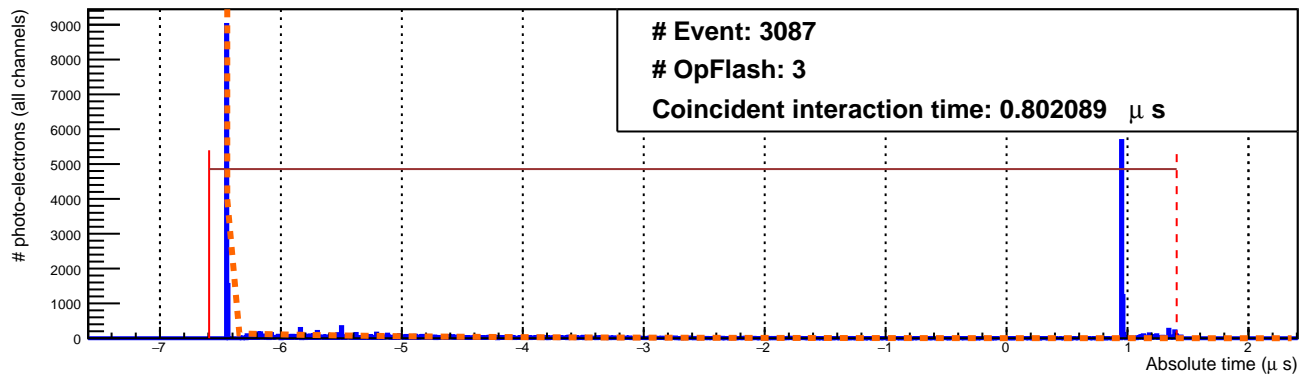 # photo-electrons (all channels)
9000
8000
7000
6000
5000
4000
3000
2000
1000
0
# Event: 3087
# OpFlash: 3
Coincident interaction time: 0.802089 μ s
−7 −6 −5 −4 −3 −2 −1 0 1 2
Absolute time (μ s)